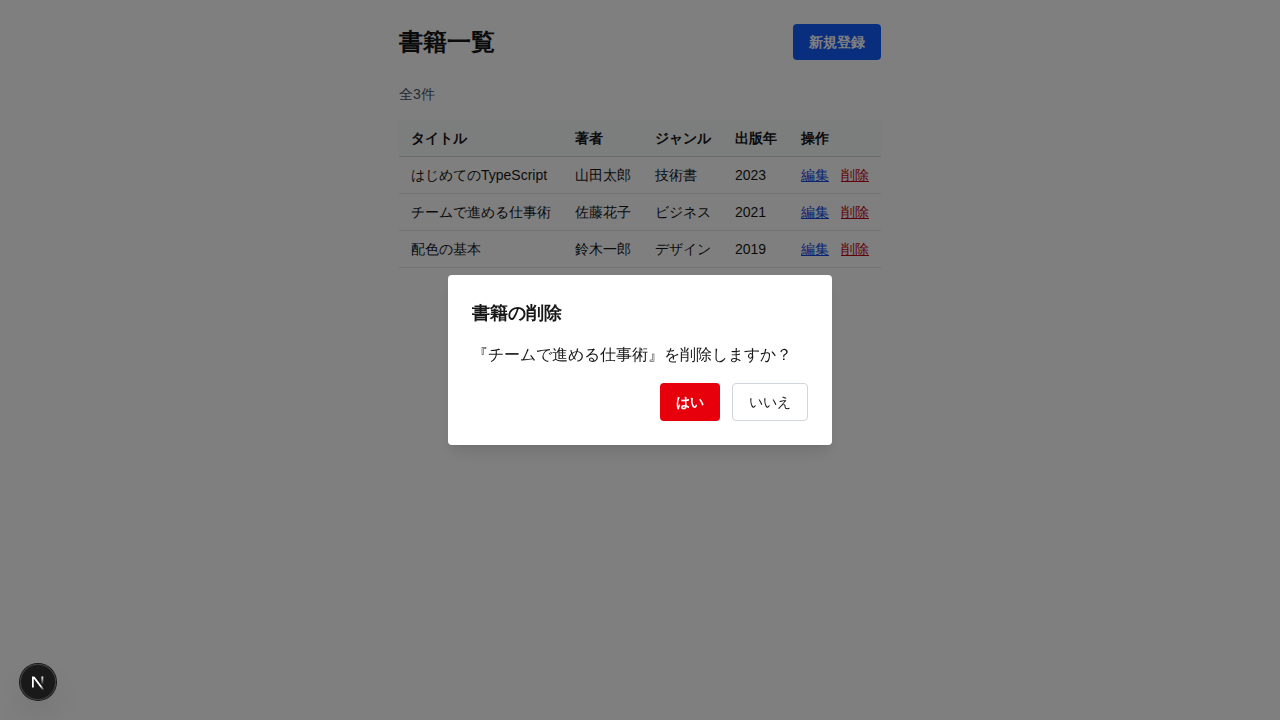 書籍一覧
新規登録
全3件
タイトル 著者 ジャンル 出版年 操作
はじめてのTypeScript 山田太郎 技術書 2023 編集 削除
チームで進める仕事術 佐藤花子 ビジネス 2021 編集 削除
配色の基本 鈴木一郎 デザイン 2019 編集 削除
書籍の削除
『チームで進める仕事術』を削除しますか？
はい いいえ
N